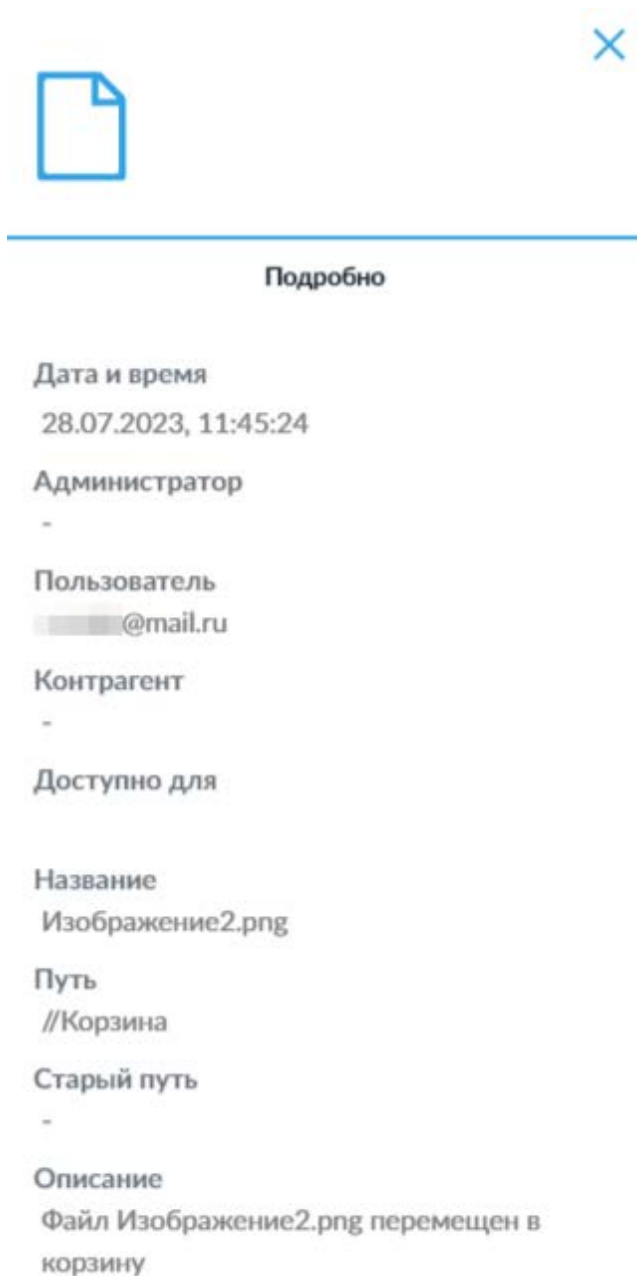 Подробно
Дата и время
28.07.2023, 11:45:24
Администратор
-
Пользователь
@mail.ru
Контрагент
-
Доступно для
Название
Изображение2.png
Путь
//Корзина
Старый путь
-
Описание
Файл Изображение2.png перемещен в
корзину